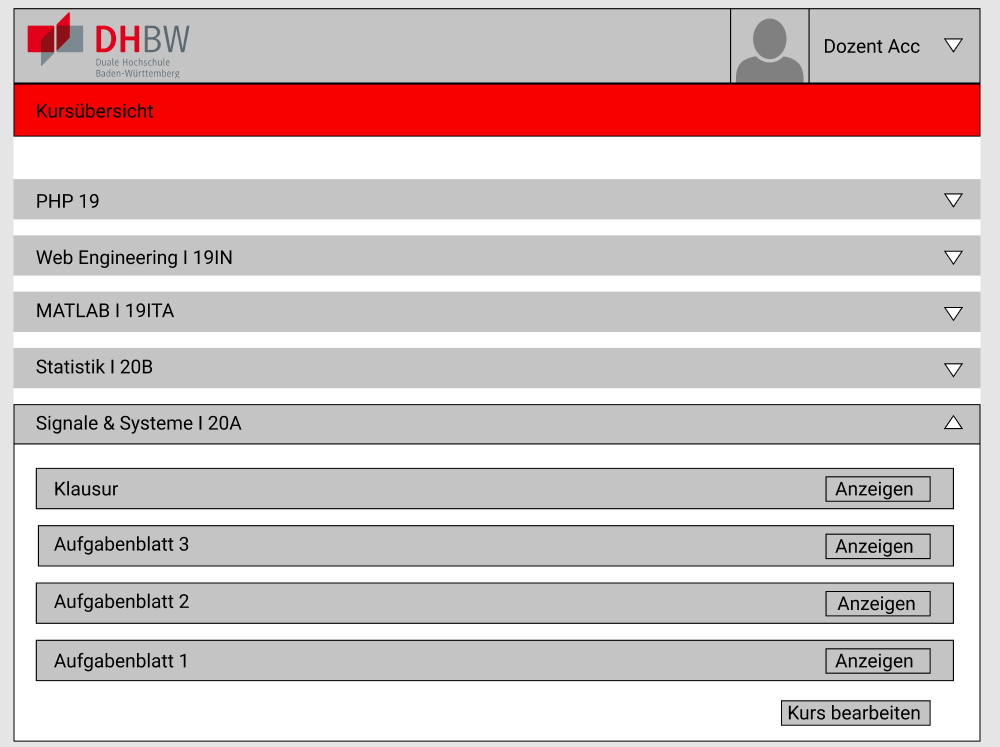 DHBW
Duale Hochschule
Baden-Württemberg
Dozent Acc
Kursübersicht
PHP 19
Web Engineering I 19IN
MATLAB I 19ITA
Statistik I 20B
Signale & Systeme I 20A
Klausur Anzeigen
Aufgabenblatt 3 Anzeigen
Aufgabenblatt 2 Anzeigen
Aufgabenblatt 1 Anzeigen
Kurs bearbeiten